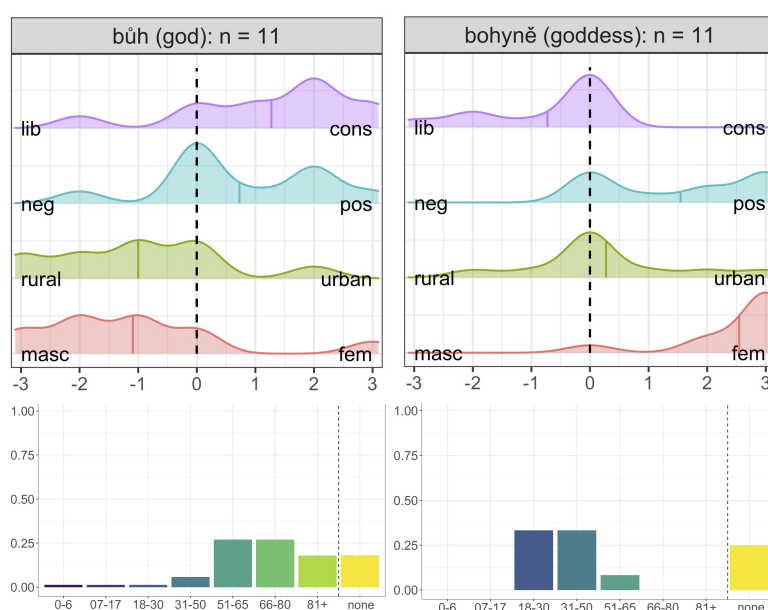 bůh (god): n = 11
lib cons
neg pos
rural urban
masc fem
-3 -2 -1 0 1 2 3
bohyně (goddess): n = 11
lib cons
neg pos
rural urban
masc fem
-3 -2 -1 0 1 2 3
1.00
0.75
0.50
0.25
0.00
0-6 07-17 18-30 31-50 51-65 66-80 81+ none
1.00
0.75
0.50
0.25
0.00
0-6 07-17 18-30 31-50 51-65 66-80 81+ none